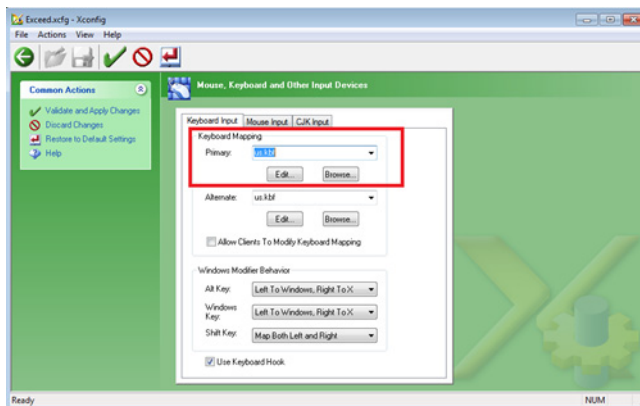 Exceed.xcfg - Xconfig
File Actions View Help
Common Actions
Validate and Apply Changes
Discard Changes
Restore to Default Settings
Help
Mouse, Keyboard and Other Input Devices
Keyboard Input Mouse Input CJK Input
Keyboard Mapping
Primary: us.kbf
Edit... Browse...
Alternate: us.kbf
Edit... Browse...
Allow Clients To Modify Keyboard Mapping
Windows Modifier Behavior
Alt Key: Left To Windows, Right To X
Windows Key: Left To Windows, Right To X
Shift Key: Map Both Left and Right
Use Keyboard Hook
Ready NUM